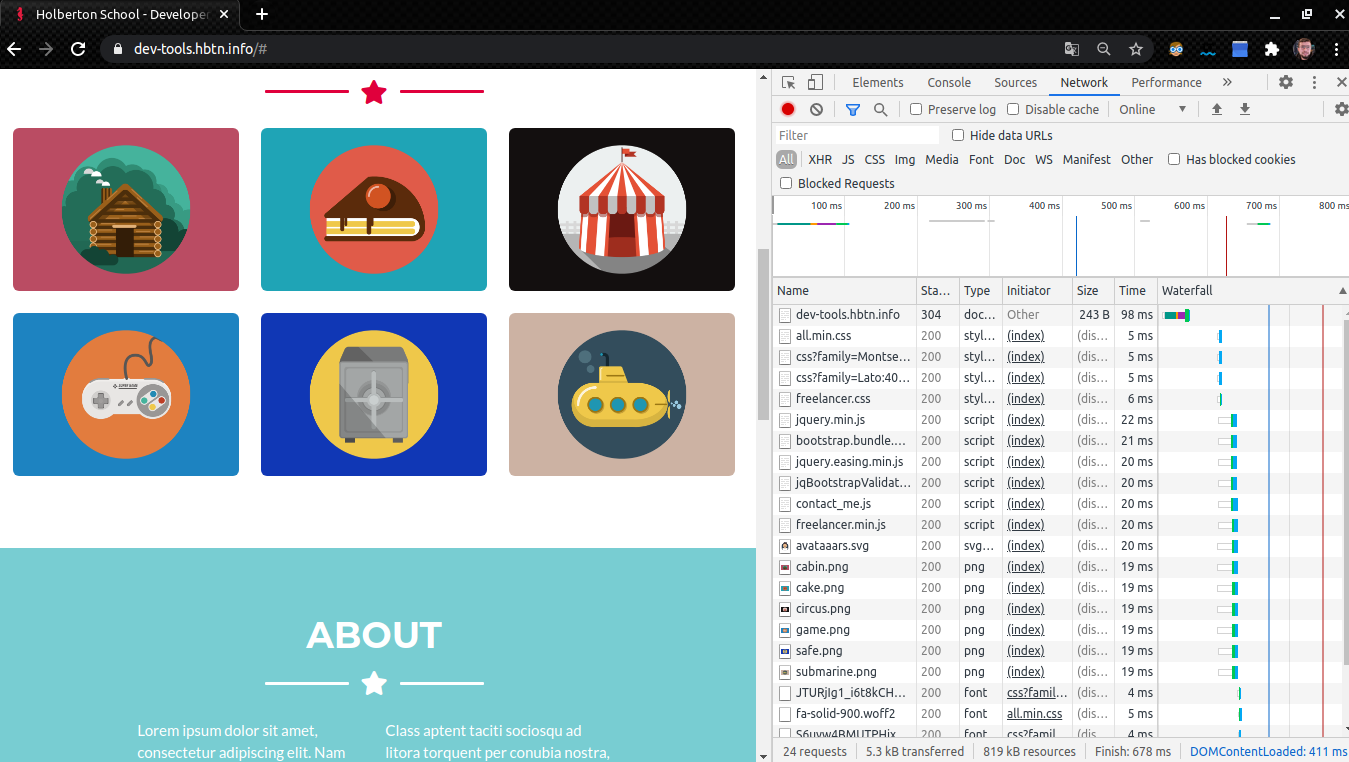 Holberton School - Developer
dev-tools.hbtn.info/#
SUPER GAME
ABOUT
Lorem ipsum dolor sit amet,
consectetur adipiscing elit. Nam
Class aptent taciti sociosqu ad
litora torquent per conubia nostra,
Elements Console Sources Network Performance »
Preserve log Disable cache Online
Filter Hide data URLs
All XHR JS CSS Img Media Font Doc WS Manifest Other Has blocked cookies
Blocked Requests
100 ms 200 ms 300 ms 400 ms 500 ms 600 ms 700 ms 800 ms
Name Sta... Type Initiator Size Time Waterfall
dev-tools.hbtn.info 304 doc... Other 243 B 98 ms
all.min.css 200 styl... (index) (dis... 5 ms
css?family=Montse... 200 styl... (index) (dis... 5 ms
css?family=Lato:40... 200 styl... (index) (dis... 5 ms
freelancer.css 200 styl... (index) (dis... 6 ms
jquery.min.js 200 script (index) (dis... 22 ms
bootstrap.bundle.... 200 script (index) (dis... 21 ms
jquery.easing.min.js 200 script (index) (dis... 20 ms
jqBootstrapValidat... 200 script (index) (dis... 20 ms
contact_me.js 200 script (index) (dis... 20 ms
freelancer.min.js 200 script (index) (dis... 20 ms
avataaars.svg 200 svg... (index) (dis... 20 ms
cabin.png 200 png (index) (dis... 19 ms
cake.png 200 png (index) (dis... 19 ms
circus.png 200 png (index) (dis... 19 ms
game.png 200 png (index) (dis... 19 ms
safe.png 200 png (index) (dis... 19 ms
submarine.png 200 png (index) (dis... 19 ms
JTURjIg1_i6t8kCH... 200 font css?famil... (dis... 4 ms
fa-solid-900.woff2 200 font all.min.css (dis... 5 ms
200 font css?famil... (dis... 4 ms
24 requests 5.3 kB transferred 819 kB resources Finish: 678 ms DOMContentLoaded: 411 ms